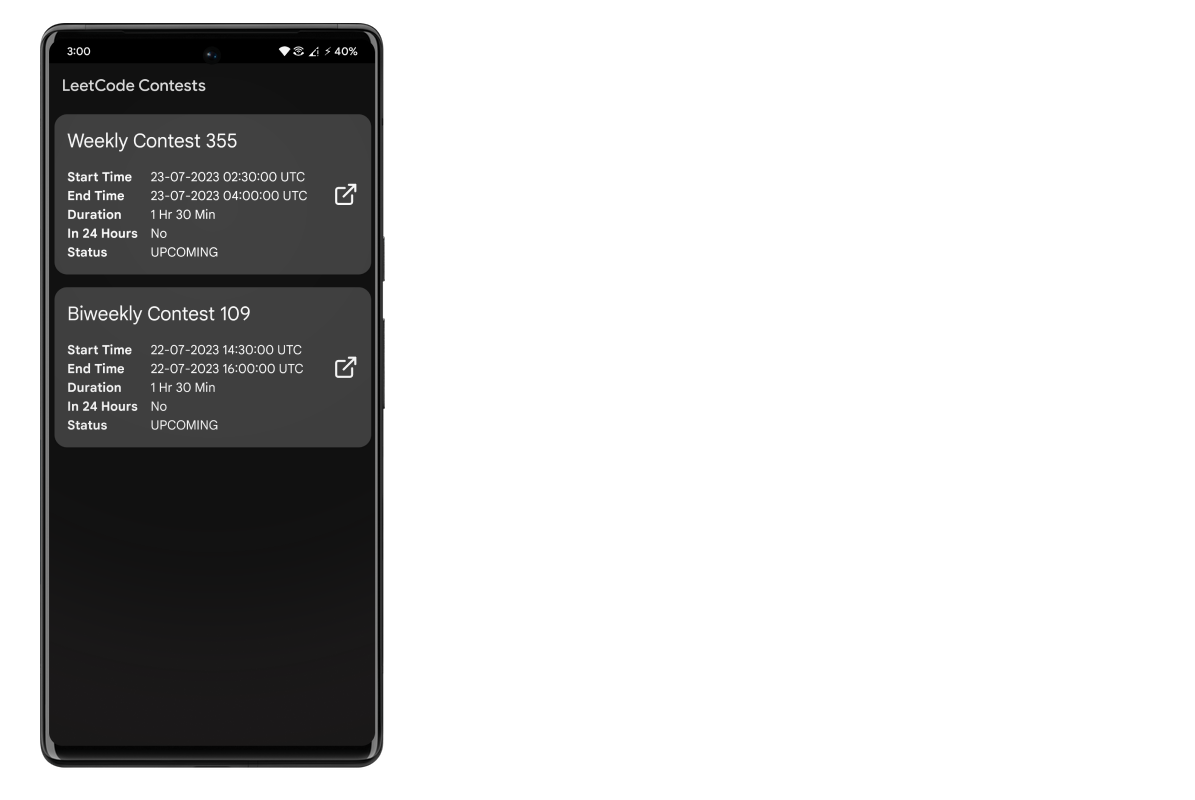 3:00 40%
LeetCode Contests
Weekly Contest 355
Start Time 23-07-2023 02:30:00 UTC
End Time 23-07-2023 04:00:00 UTC
Duration 1 Hr 30 Min
In 24 Hours No
Status UPCOMING
Biweekly Contest 109
Start Time 22-07-2023 14:30:00 UTC
End Time 22-07-2023 16:00:00 UTC
Duration 1 Hr 30 Min
In 24 Hours No
Status UPCOMING